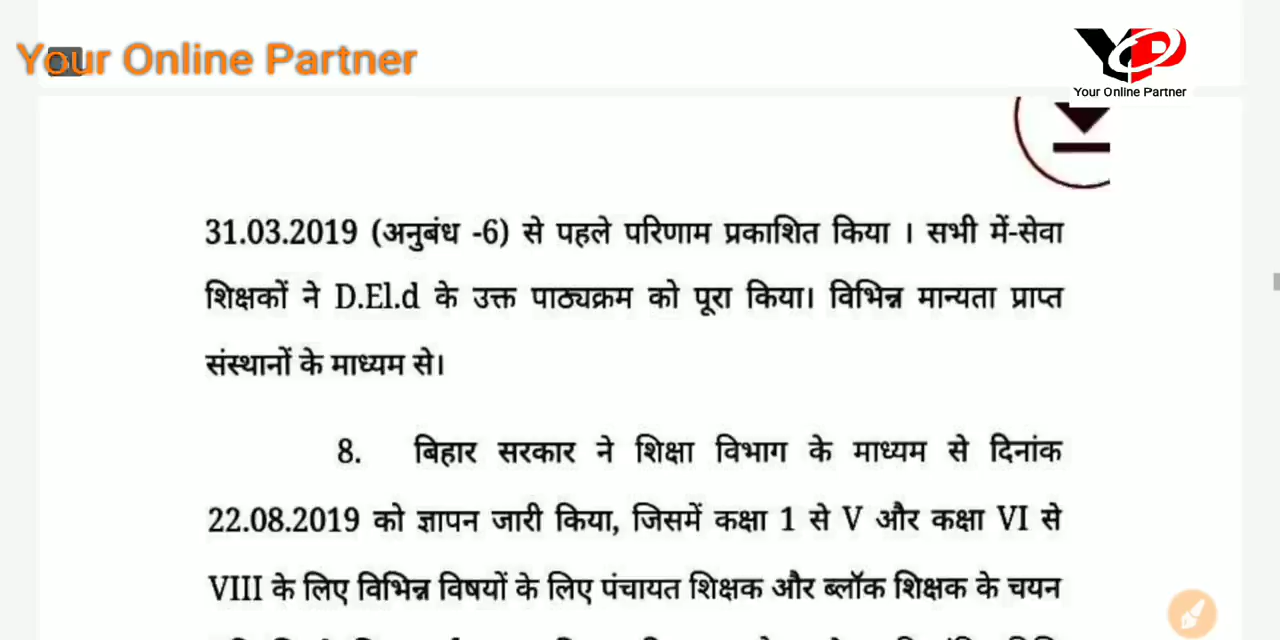 Your Online Partner
YP
Your Online Partner
31.03.2019 (अनुबंध -6) से पहले परिणाम प्रकाशित किया । सभी में-सेवा
शिक्षकों ने D.El.d के उक्त पाठ्यक्रम को पूरा किया। विभिन्न मान्यता प्राप्त
संस्थानों के माध्यम से।
8. बिहार सरकार ने शिक्षा विभाग के माध्यम से दिनांक
22.08.2019 को ज्ञापन जारी किया, जिसमें कक्षा 1 से V और कक्षा VI से
VIII के लिए विभिन्न विषयों के लिए पंचायत शिक्षक और ब्लॉक शिक्षक के चयन